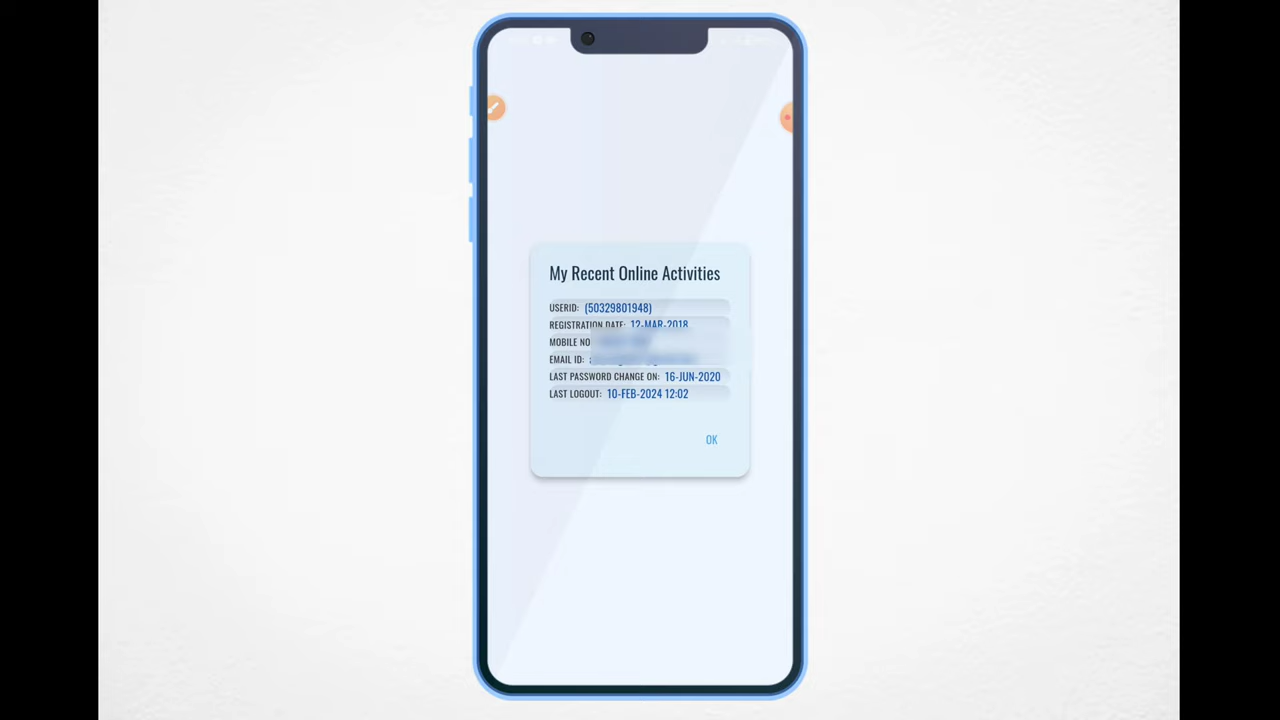 My Recent Online Activities
USERID: (50329801948)
REGISTRATION DATE: 12-MAR-2018
MOBILE NO
EMAIL ID:
LAST PASSWORD CHANGE ON: 16-JUN-2020
LAST LOGOUT: 10-FEB-2024 12:02
OK